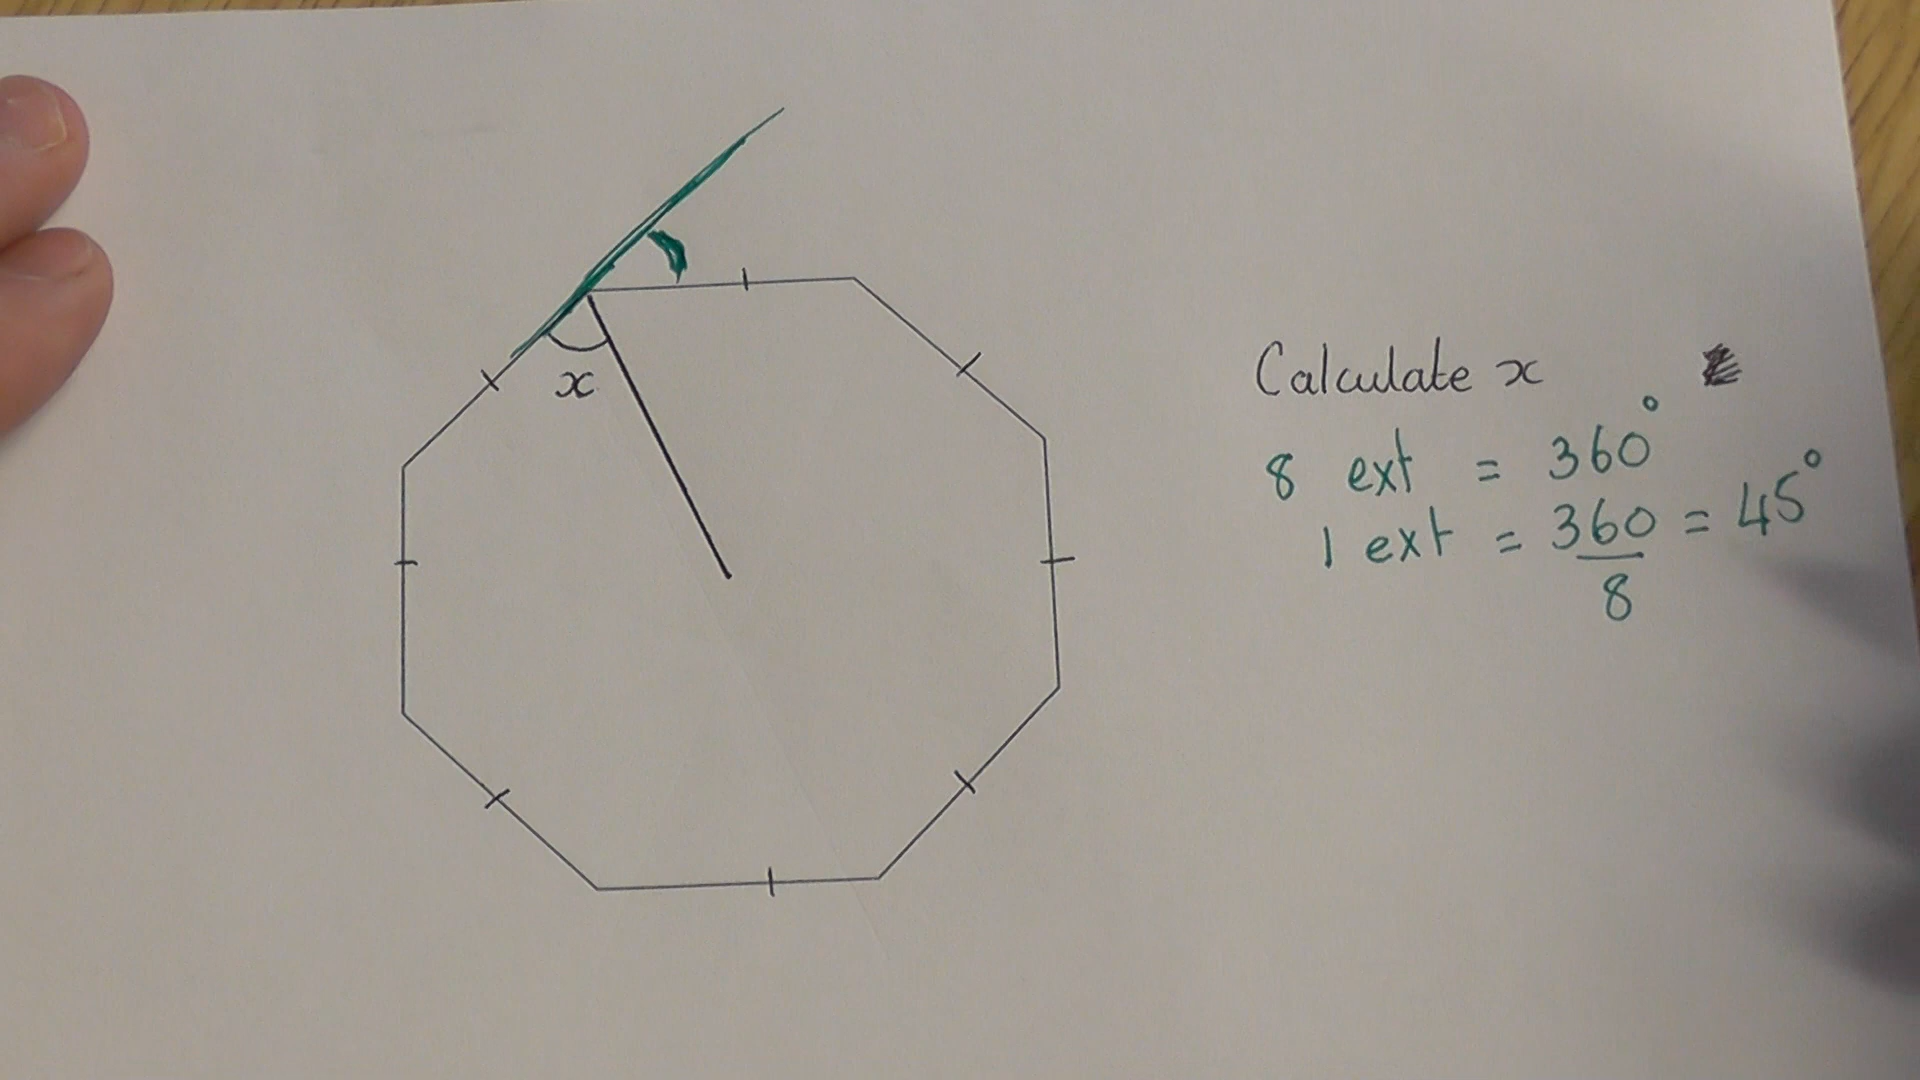 x
Calculate x
8 ext = 360°
1 ext = 360/8 = 45°